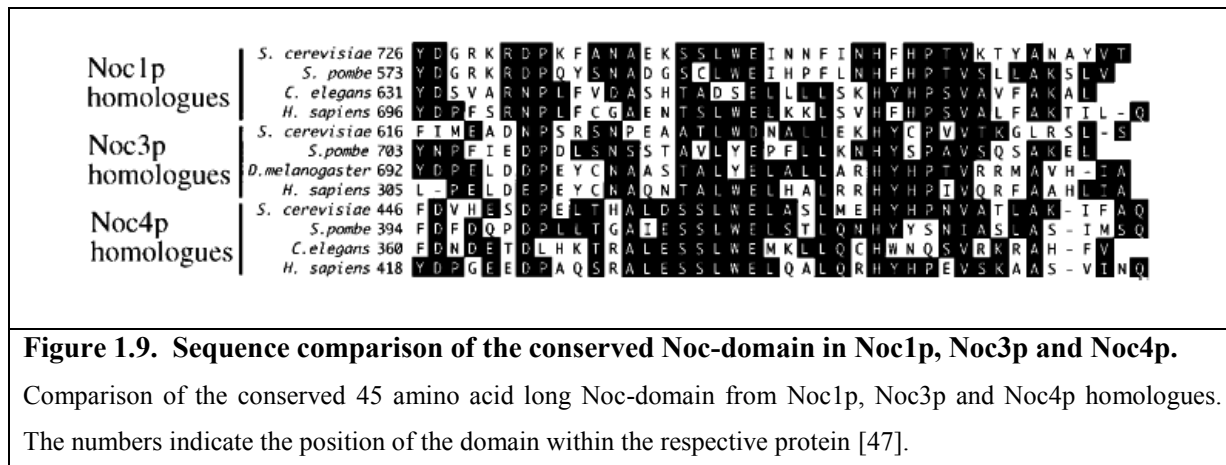 Noc1p
homologues
S. cerevisiae 726 Y D G R K R D P K F A N A E K S S L W E I N N F I N H F H P T V K T Y A N A Y V T
S. pombe 573 Y D G R K R D P Q Y S N A D G S C L W E I H P F L N H F H P T V S L L A K S L V
C. elegans 631 Y D S V A R N P L F V D A S H T A D S E L L L L S K H Y H P S V A V F A K A L
H. sapiens 696 Y D P F S R N P L F C G A E N T S L W E L K K L S V H F H P S V A L F A K T I L - Q
Noc3p
homologues
S. cerevisiae 616 F I M E A D N P S R S N P E A A T L W D N A L L E K H Y C P V V T K G L R S L - S
S.pombe 703 Y N P F I E D P D L S N S S T A V L Y E P F L L K N H Y S P A V S Q S A K E L
D.melanogaster 692 Y D P E L D D P E Y C N A A S T A L Y E L A L L A R H Y H P T V R R M A V H - I A
H. sapiens 305 L - P E L D E P E Y C N A Q N T A L W E L H A L R R H Y H P I V Q R F A A H L I A
Noc4p
homologues
S. cerevisiae 446 F D V H E S D P E L T H A L D S S L W E L A S L M E H Y H P N V A T L A K - I F A Q
S.pombe 394 F D F D Q P D P L L T G A I E S S L W E L S T L Q N H Y Y S N I A S L A S - I M S Q
C.elegans 360 F D N D E T D L H K T R A L E S S L W E M K L L Q C H W N Q S V R K R A H - F V
H. sapiens 418 Y D P G E E D P A Q S R A L E S S L W E L Q A L Q R H Y H P E V S K A A S - V I N Q
Figure 1.9. Sequence comparison of the conserved Noc-domain in Noc1p, Noc3p and Noc4p.
Comparison of the conserved 45 amino acid long Noc-domain from Noc1p, Noc3p and Noc4p homologues.
The numbers indicate the position of the domain within the respective protein [47].